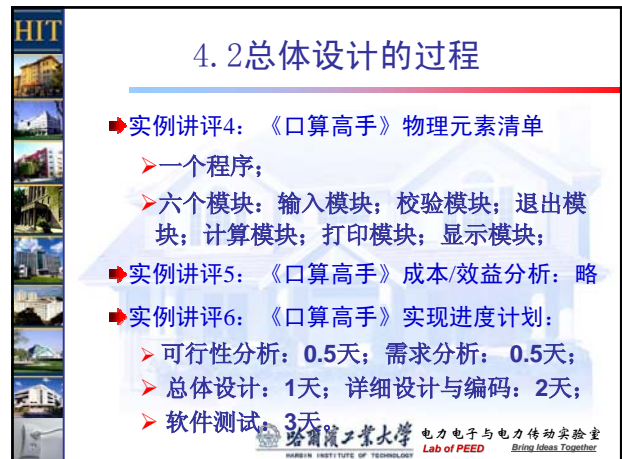 HIT
4.2总体设计的过程
实例讲评4：《口算高手》物理元素清单
一个程序；
六个模块：输入模块；校验模块；退出模
块；计算模块；打印模块；显示模块；
实例讲评5：《口算高手》成本/效益分析：略
实例讲评6：《口算高手》实现进度计划：
可行性分析：0.5天；需求分析： 0.5天；
总体设计：1天；详细设计与编码：2天；
软件测试：3天。
哈爾濱工業大学
HARBIN INSTITUTE OF TECHNOLOGY
电力电子与电力传动实验室
Lab of PEED Bring Ideas Together